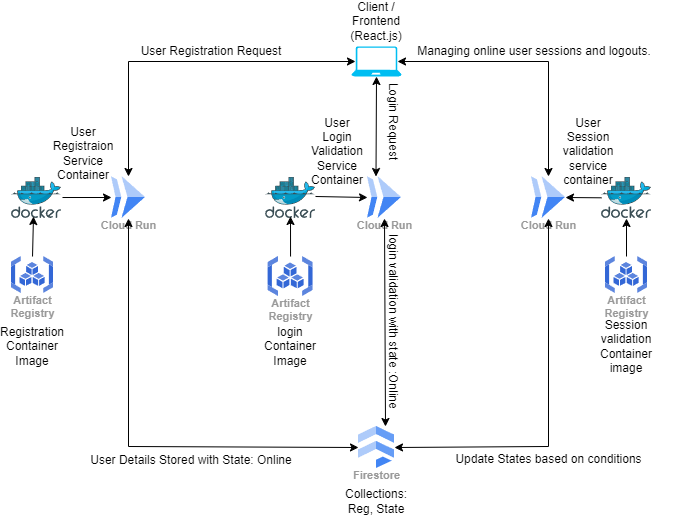 Client /
Frontend
(React.js)
User Registration Request
Managing online user sessions and logouts.
Login Request
User
Registraion
Service
Container
User
Login
Validation
Service
Container
User
Session
validation
service
container
docker
Cloud Run
docker
Cloud Run
Cloud Run
docker
login validation with state :Online
Artifact
Registry
Registration
Container
Image
Artifact
Registry
login
Container
Image
Artifact
Registry
Session
validation
Container
image
User Details Stored with State: Online
Update States based on conditions
Firestore
Collections:
Reg, State